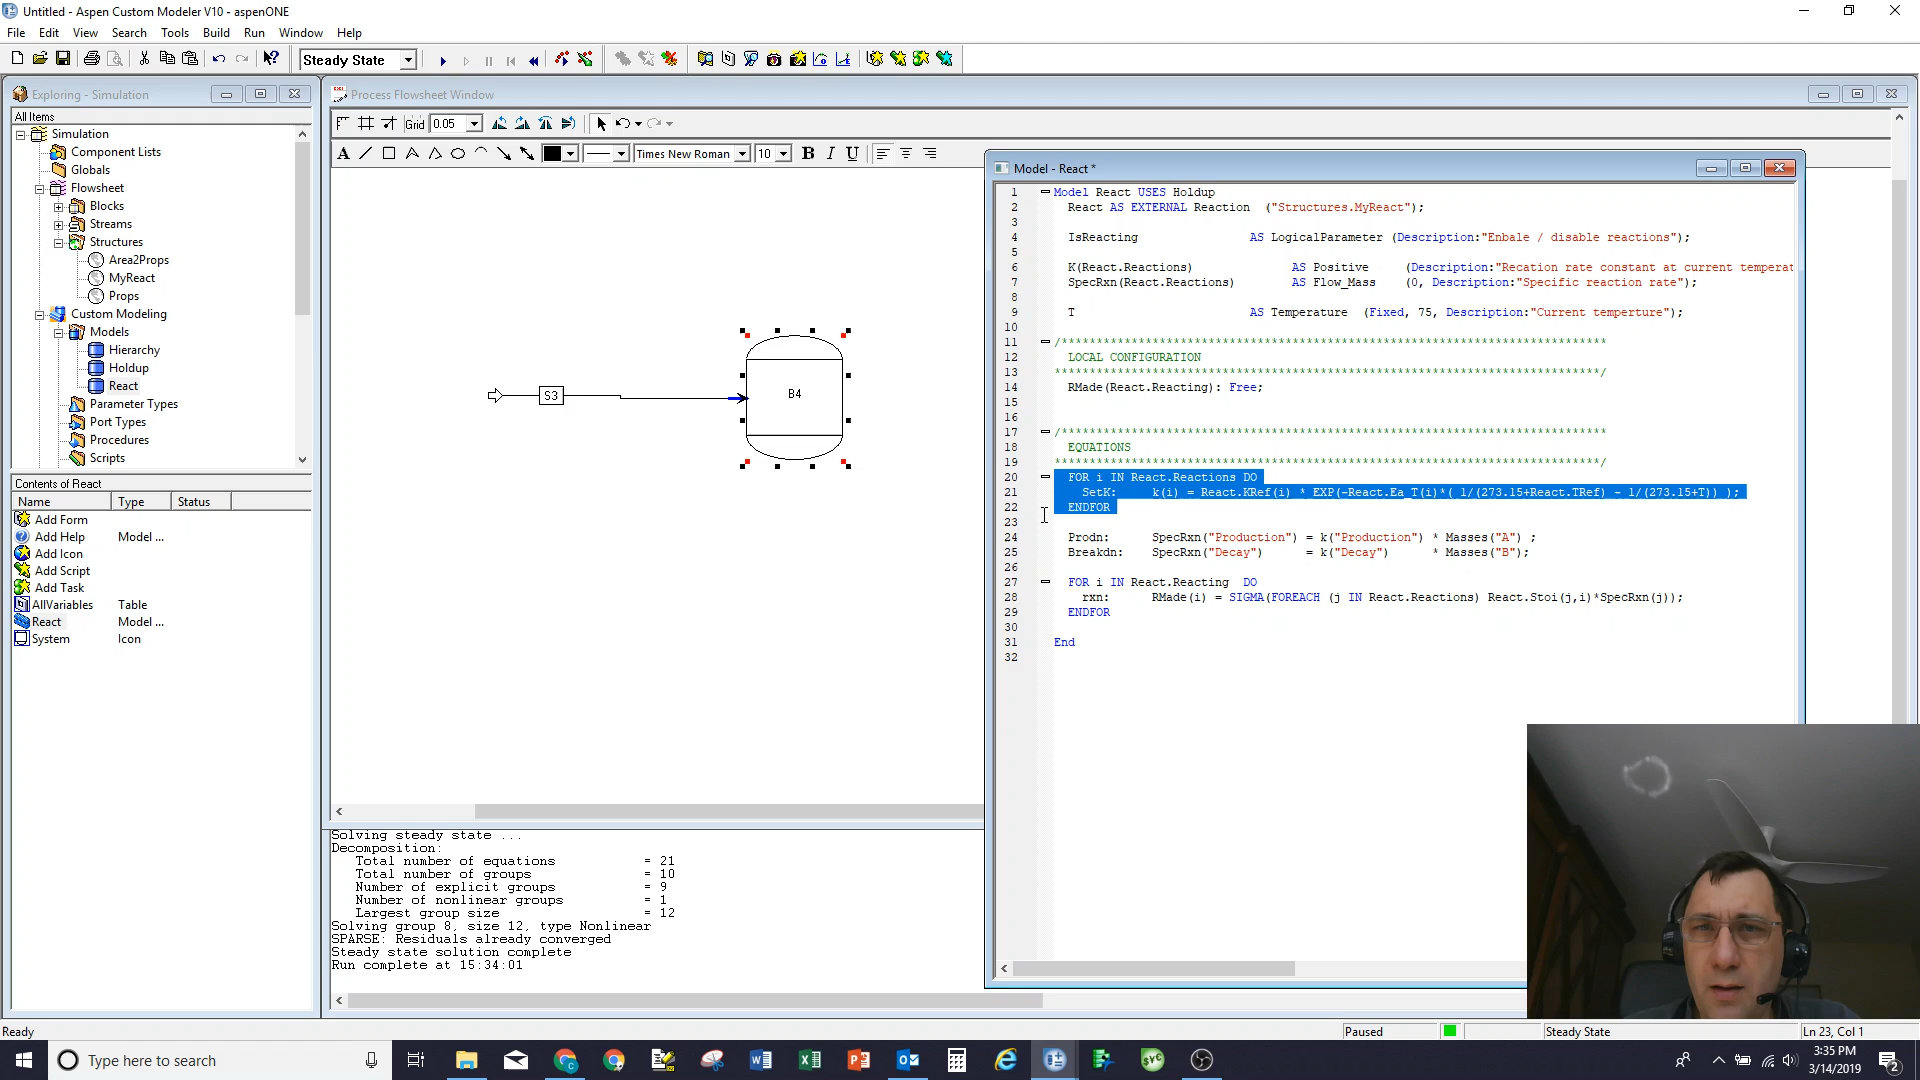 Untitled - Aspen Custom Modeler V10 - aspenONE
File Edit View Search Tools Build Run Window Help
Steady State
Exploring - Simulation
All Items
Simulation
Component Lists
Globals
Flowsheet
Blocks
Streams
Structures
Area2Props
MyReact
Props
Custom Modeling
Models
Hierarchy
Holdup
React
Parameter Types
Port Types
Procedures
Scripts
Contents of React
Name Type Status
Add Form
Add Help Model ...
Add Icon
Add Script
Add Task
AllVariables Table
React Model ...
System Icon
Process Flowsheet Window
Grid 0.05
A Times New Roman 10 B I U
S3
B4
Solving steady state ...
Decomposition:
Total number of equations = 21
Total number of groups = 10
Number of explicit groups = 9
Number of nonlinear groups = 1
Largest group size = 12
Solving group 8, size 12, type Nonlinear
SPARSE: Residuals already converged
Steady state solution complete
Run complete at 15:34:01
Model - React *
1 Model React USES Holdup
2 React AS EXTERNAL Reaction ("Structures.MyReact");
3
4 IsReacting AS LogicalParameter (Description:"Enbale / disable reactions");
5
6 K(React.Reactions) AS Positive (Description:"Recation rate constant at current temperat
7 SpecRxn(React.Reactions) AS Flow_Mass (0, Description:"Specific reaction rate");
8
9 T AS Temperature (Fixed, 75, Description:"Current temperture");
10
11 /******************************************************************************
12 LOCAL CONFIGURATION
13 ******************************************************************************/
14 RMade(React.Reacting): Free;
15
16
17 /******************************************************************************
18 EQUATIONS
19 ******************************************************************************/
20 FOR i IN React.Reactions DO
21 SetK: k(i) = React.KRef(i) * EXP(-React.Ea_T(i)*( 1/(273.15+React.TRef) - 1/(273.15+T)) );
22 ENDFOR
23
24 Prodn: SpecRxn("Production") = k("Production") * Masses("A") ;
25 Breakdn: SpecRxn("Decay") = k("Decay") * Masses("B");
26
27 FOR i IN React.Reacting DO
28 rxn: RMade(i) = SIGMA(FOREACH (j IN React.Reactions) React.Stoi(j,i)*SpecRxn(j));
29 ENDFOR
30
31 End
32
Ready
Paused
Steady State
Ln 23, Col 1
Type here to search
3:35 PM
3/14/2019
2